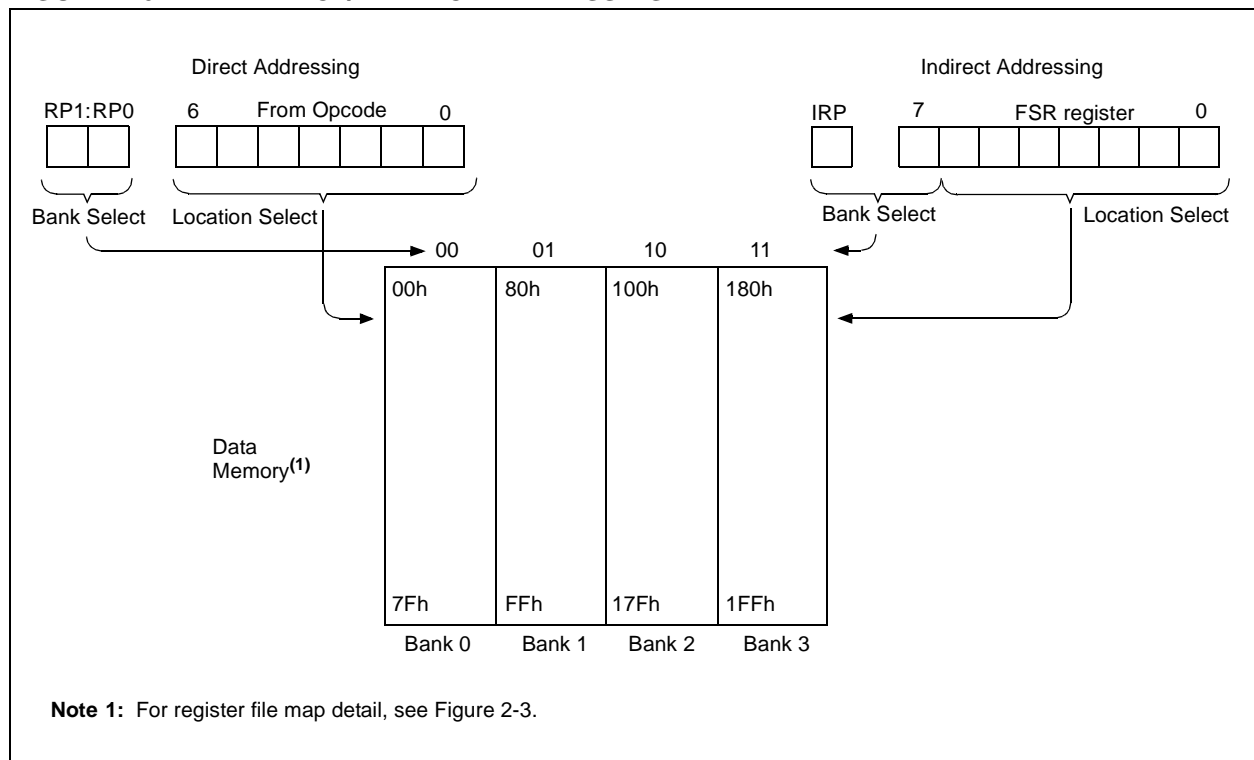 Direct Addressing
Indirect Addressing
RP1:RP0 6 From Opcode 0
IRP 7 FSR register 0
Bank Select Location Select
Bank Select Location Select
00 01 10 11
00h 80h 100h 180h
Data
Memory(1)
7Fh FFh 17Fh 1FFh
Bank 0 Bank 1 Bank 2 Bank 3
Note 1: For register file map detail, see Figure 2-3.